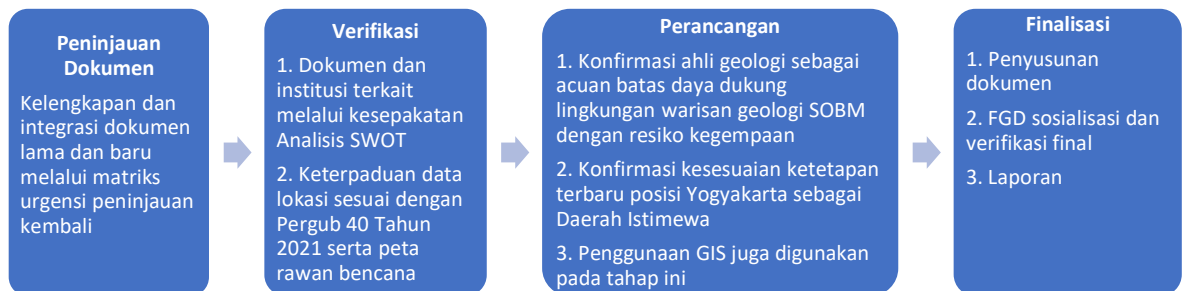 Peninjauan
Dokumen
Kelengkapan dan
integrasi dokumen
lama dan baru
melalui matriks
urgensi peninjauan
kembali
Verifikasi
1. Dokumen dan
institusi terkait
melalui kesepakatan
Analisis SWOT
2. Keterpaduan data
lokasi sesuai dengan
Pergub 40 Tahun
2021 serta peta
rawan bencana
Perancangan
1. Konfirmasi ahli geologi sebagai
acuan batas daya dukung
lingkungan warisan geologi SOBM
dengan resiko kegempaan
2. Konfirmasi kesesuaian ketetapan
terbaru posisi Yogyakarta sebagai
Daerah Istimewa
3. Penggunaan GIS juga digunakan
pada tahap ini
Finalisasi
1. Penyusunan
dokumen
2. FGD sosialisasi dan
verifikasi final
3. Laporan